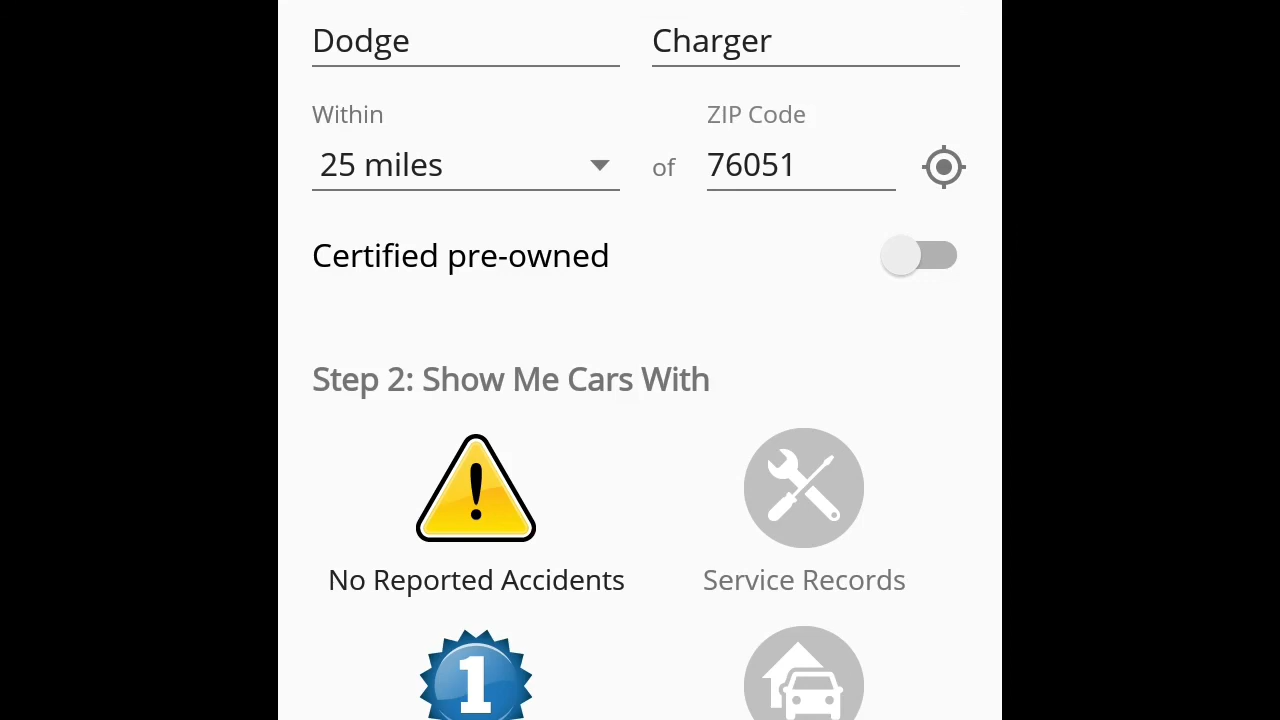 Dodge Charger
Within ZIP Code
25 miles of 76051
Certified pre-owned
Step 2: Show Me Cars With
No Reported Accidents Service Records
1